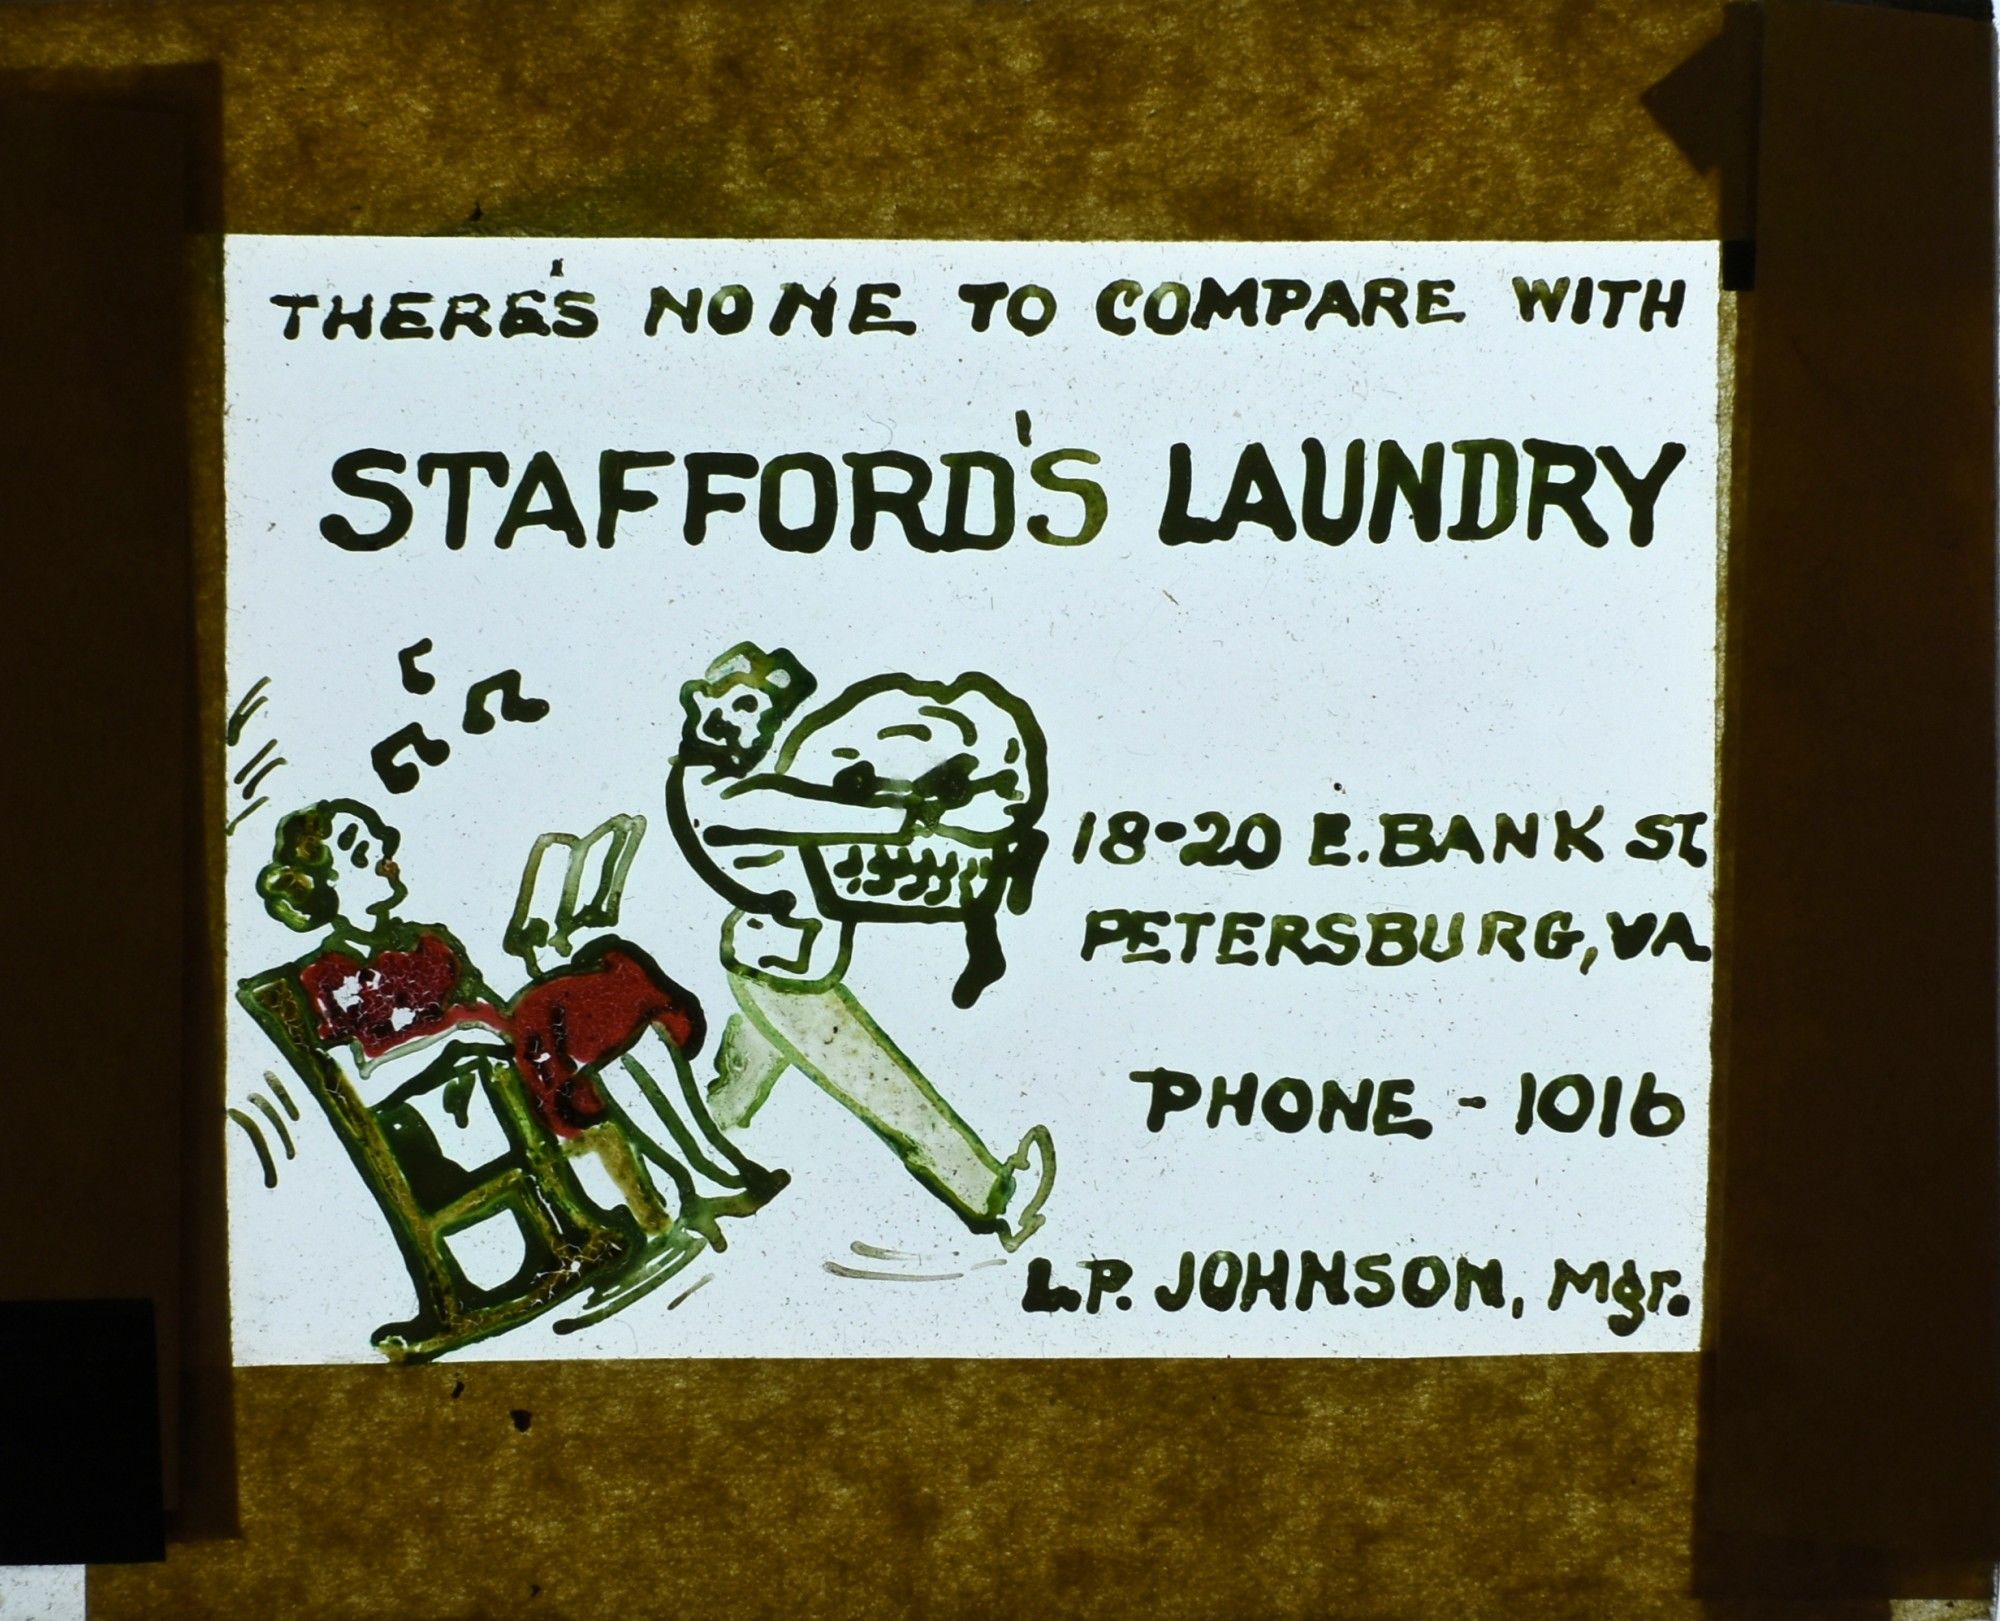 THERE'S NONE TO COMPARE WITH
STAFFORD'S LAUNDRY
18-20 E. BANK ST
PETERSBURG, VA
PHONE - 1016
L.P. JOHNSON, Mgr.